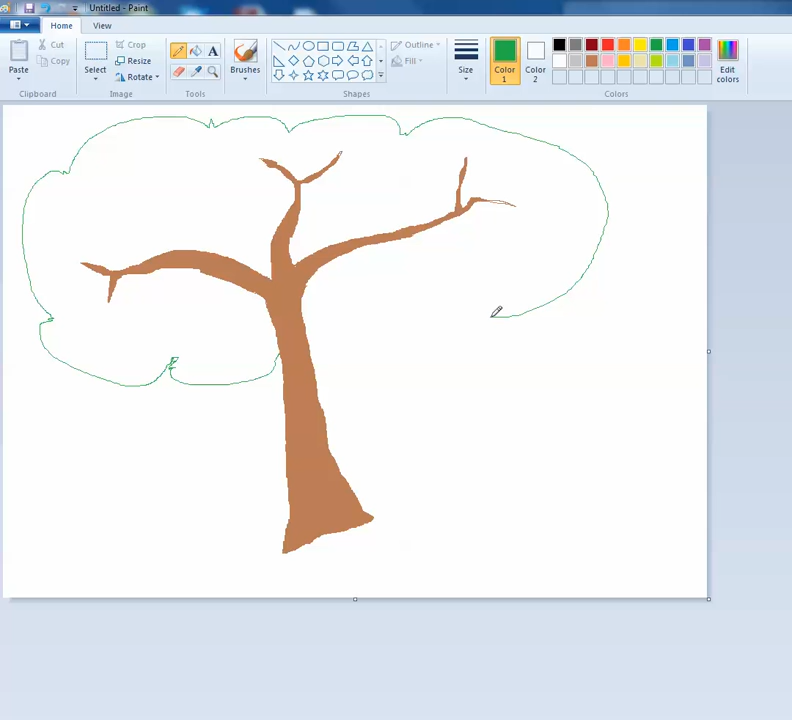 Untitled - Paint
Home View
Paste
Cut
Copy
Clipboard
Select
Crop
Resize
Rotate
Image
Tools
Brushes
Shapes
Outline
Fill
Size
Color 1
Color 2
Colors
Edit colors